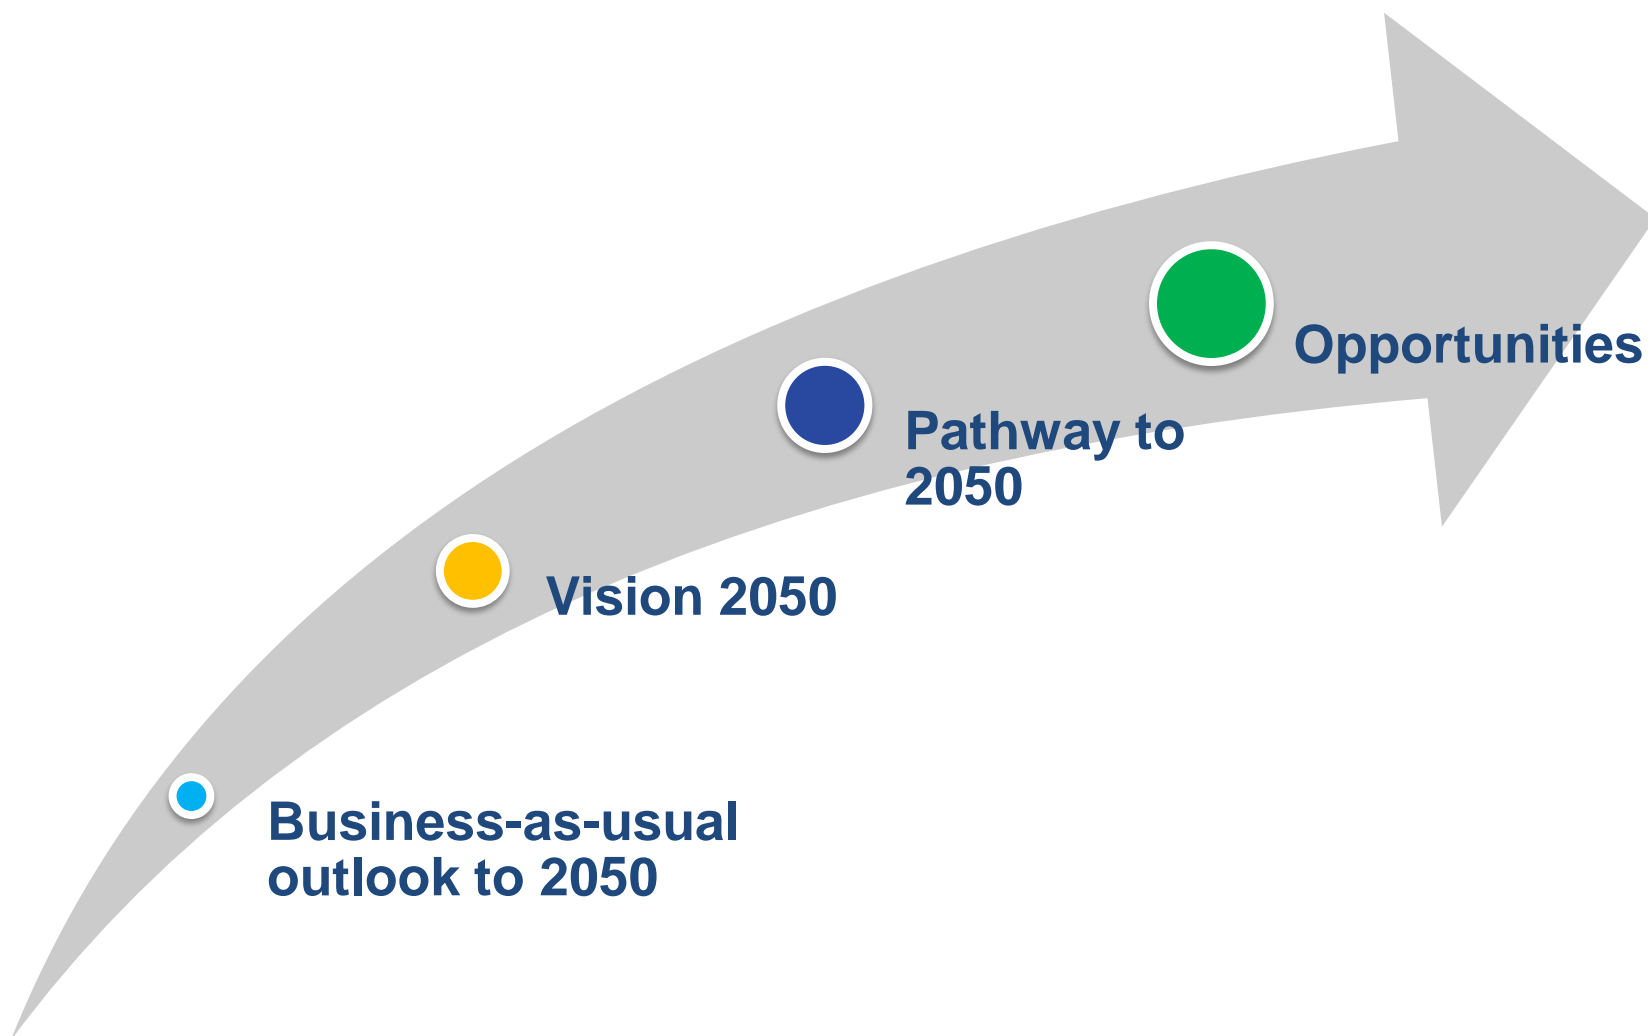 Opportunities
Pathway to
2050
Vision 2050
Business-as-usual
outlook to 2050